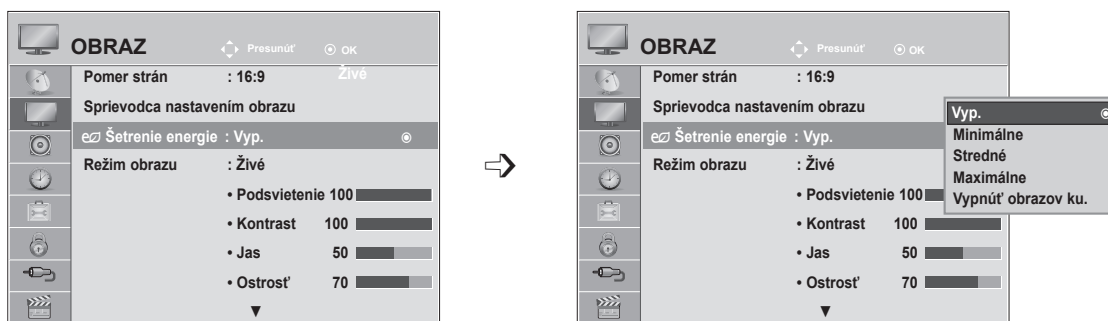 OBRAZ Presunúť OK
Živé
Pomer strán : 16:9
Sprievodca nastavením obrazu
Šetrenie energie : Vyp.
Režim obrazu : Živé
• Podsvietenie 100
• Kontrast 100
• Jas 50
• Ostrosť 70
OBRAZ Presunúť OK
Pomer strán : 16:9
Sprievodca nastavením obrazu
Šetrenie energie : Vyp.
Režim obrazu : Živé
• Podsvietenie 100
• Kontrast 100
• Jas 50
• Ostrosť 70
Vyp.
Minimálne
Stredné
Maximálne
Vypnúť obrazov ku.